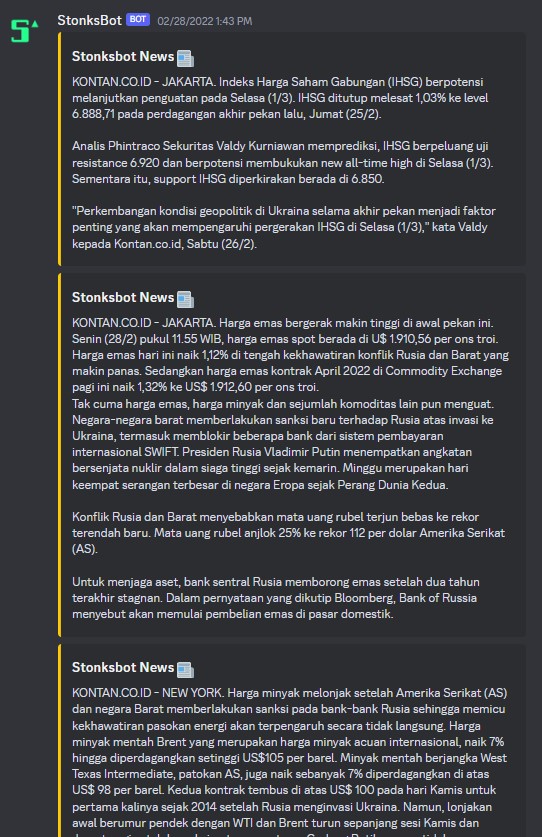 StonksBot BOT 02/28/2022 1:43 PM
Stonksbot News
KONTAN.CO.ID - JAKARTA. Indeks Harga Saham Gabungan (IHSG) berpotensi
melanjutkan penguatan pada Selasa (1/3). IHSG ditutup melesat 1,03% ke level
6.888,71 pada perdagangan akhir pekan lalu, Jumat (25/2).
Analis Phintraco Sekuritas Valdy Kurniawan memprediksi, IHSG berpeluang uji
resistance 6.920 dan berpotensi membukukan new all-time high di Selasa (1/3).
Sementara itu, support IHSG diperkirakan berada di 6.850.
"Perkembangan kondisi geopolitik di Ukraina selama akhir pekan menjadi faktor
penting yang akan mempengaruhi pergerakan IHSG di Selasa (1/3)," kata Valdy
kepada Kontan.co.id, Sabtu (26/2).
Stonksbot News
KONTAN.CO.ID - JAKARTA. Harga emas bergerak makin tinggi di awal pekan ini.
Senin (28/2) pukul 11.55 WIB, harga emas spot berada di U$ 1.910,56 per ons troi.
Harga emas hari ini naik 1,12% di tengah kekhawatiran konflik Rusia dan Barat yang
makin panas. Sedangkan harga emas kontrak April 2022 di Commodity Exchange
pagi ini naik 1,32% ke US$ 1.912,60 per ons troi.
Tak cuma harga emas, harga minyak dan sejumlah komoditas lain pun menguat.
Negara-negara barat memberlakukan sanksi baru terhadap Rusia atas invasi ke
Ukraina, termasuk memblokir beberapa bank dari sistem pembayaran
internasional SWIFT. Presiden Rusia Vladimir Putin menempatkan angkatan
bersenjata nuklir dalam siaga tinggi sejak kemarin. Minggu merupakan hari
keempat serangan terbesar di negara Eropa sejak Perang Dunia Kedua.
Konflik Rusia dan Barat menyebabkan mata uang rubel terjun bebas ke rekor
terendah baru. Mata uang rubel anjlok 25% ke rekor 112 per dolar Amerika Serikat
(AS).
Untuk menjaga aset, bank sentral Rusia memborong emas setelah dua tahun
terakhir stagnan. Dalam pernyataan yang dikutip Bloomberg, Bank of Russia
menyebut akan memulai pembelian emas di pasar domestik.
Stonksbot News
KONTAN.CO.ID - NEW YORK. Harga minyak melonjak setelah Amerika Serikat (AS)
dan negara Barat memberlakukan sanksi pada bank-bank Rusia sehingga memicu
kekhawatiran pasokan energi akan terpengaruh secara tidak langsung. Harga
minyak mentah Brent yang merupakan harga minyak acuan internasional, naik 7%
hingga diperdagangkan setinggi US$105 per barel. Minyak mentah berjangka West
Texas Intermediate, patokan AS, juga naik sebanyak 7% diperdagangkan di atas
US$ 98 per barel. Kedua kontrak tembus di atas US$ 100 pada hari Kamis untuk
pertama kalinya sejak 2014 setelah Rusia menginvasi Ukraina. Namun, lonjakan
awal berumur pendek dengan WTI dan Brent turun sepanjang sesi Kamis dan